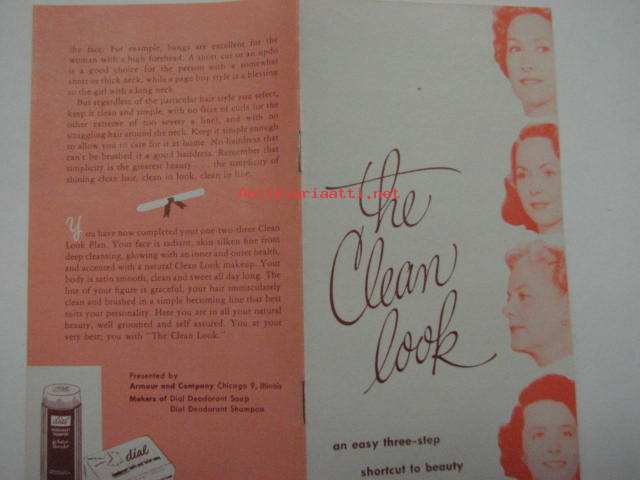 the face. For example, bangs are excellent for the
woman with a high forehead. A short cut or an updo
is a good choice for the person with a somewhat
short or thick neck, while a page boy style is a blessing
to the girl with a long neck.
But regardless of the particular hair style you select,
keep it clean and simple, with no fuzz of curls (or the
other extreme of too severe a line), and with no
straggling hair around the neck. Keep it simple enough
to allow you to care for it at home. No hairdress that
can't be brushed is a good hairdress. Remember that
simplicity is the greatest beauty . . . the simplicity of
shining clear hair, clean in look, clean in line.
Antikvariaatti.net
You have now completed your one-two-three Clean
Look Plan. Your face is radiant, skin silken fine from
deep cleansing, glowing with an inner and outer health,
and accented with a natural Clean Look makeup. Your
body is satin smooth, clean and sweet all day long. The
line of your figure is graceful, your hair immaculately
clean and brushed in a simple becoming line that best
suits your personality. Here you are in all your natural
beauty, well groomed and self assured. You at your
very best; you with "The Clean Look."
Presented by
Armour and Company Chicago 9, Illinois
Makers of Dial Deodorant Soap
Dial Deodorant Shampoo
dial
dial
the
Clean
look
an easy three-step
shortcut to beauty